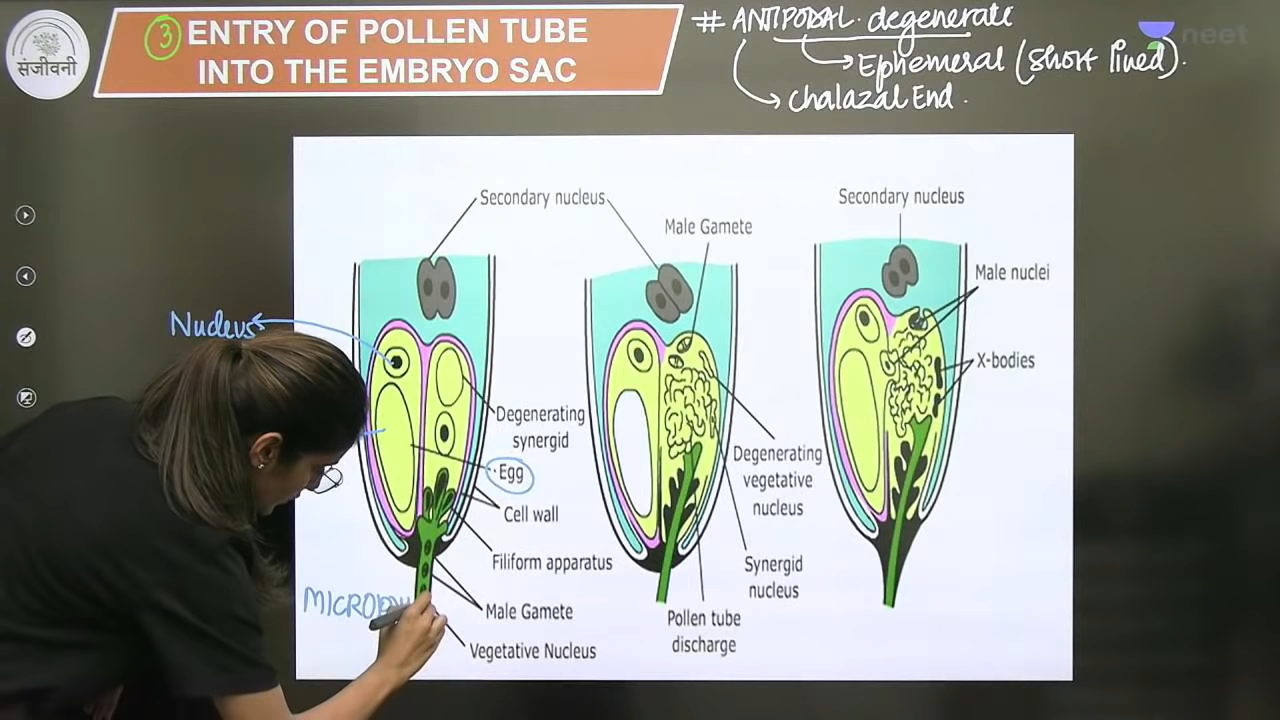 संजीवनी
3 ENTRY OF POLLEN TUBE
INTO THE EMBRYO SAC
# ANTIPODAL. degenerate
→ Ephemeral (short lived).
→ Chalazal End.
neet
Secondary nucleus
Male Gamete
Secondary nucleus
Male nuclei
Nucleus
X-bodies
Degenerating
synergid
Egg
Cell wall
Filiform apparatus
Male Gamete
Vegetative Nucleus
Degenerating
vegetative
nucleus
Synergid
nucleus
Pollen tube
discharge